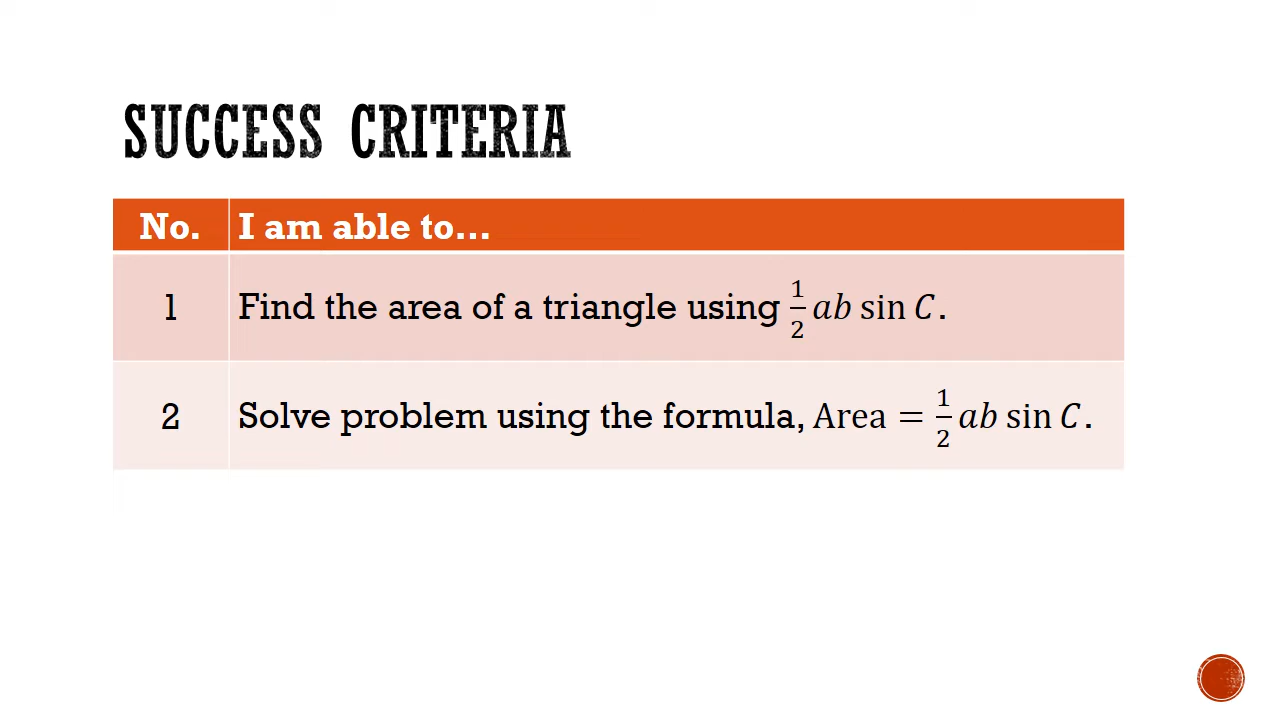 SUCCESS CRITERIA
No. I am able to...
1 Find the area of a triangle using 1/2 ab sin C.
2 Solve problem using the formula, Area = 1/2 ab sin C.